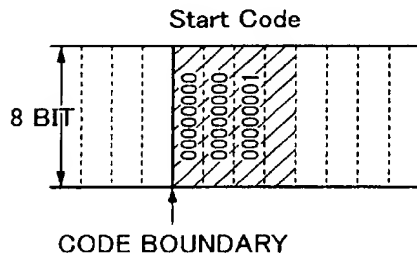 Start Code
8 BIT
00000000
00000000
00000001
CODE BOUNDARY